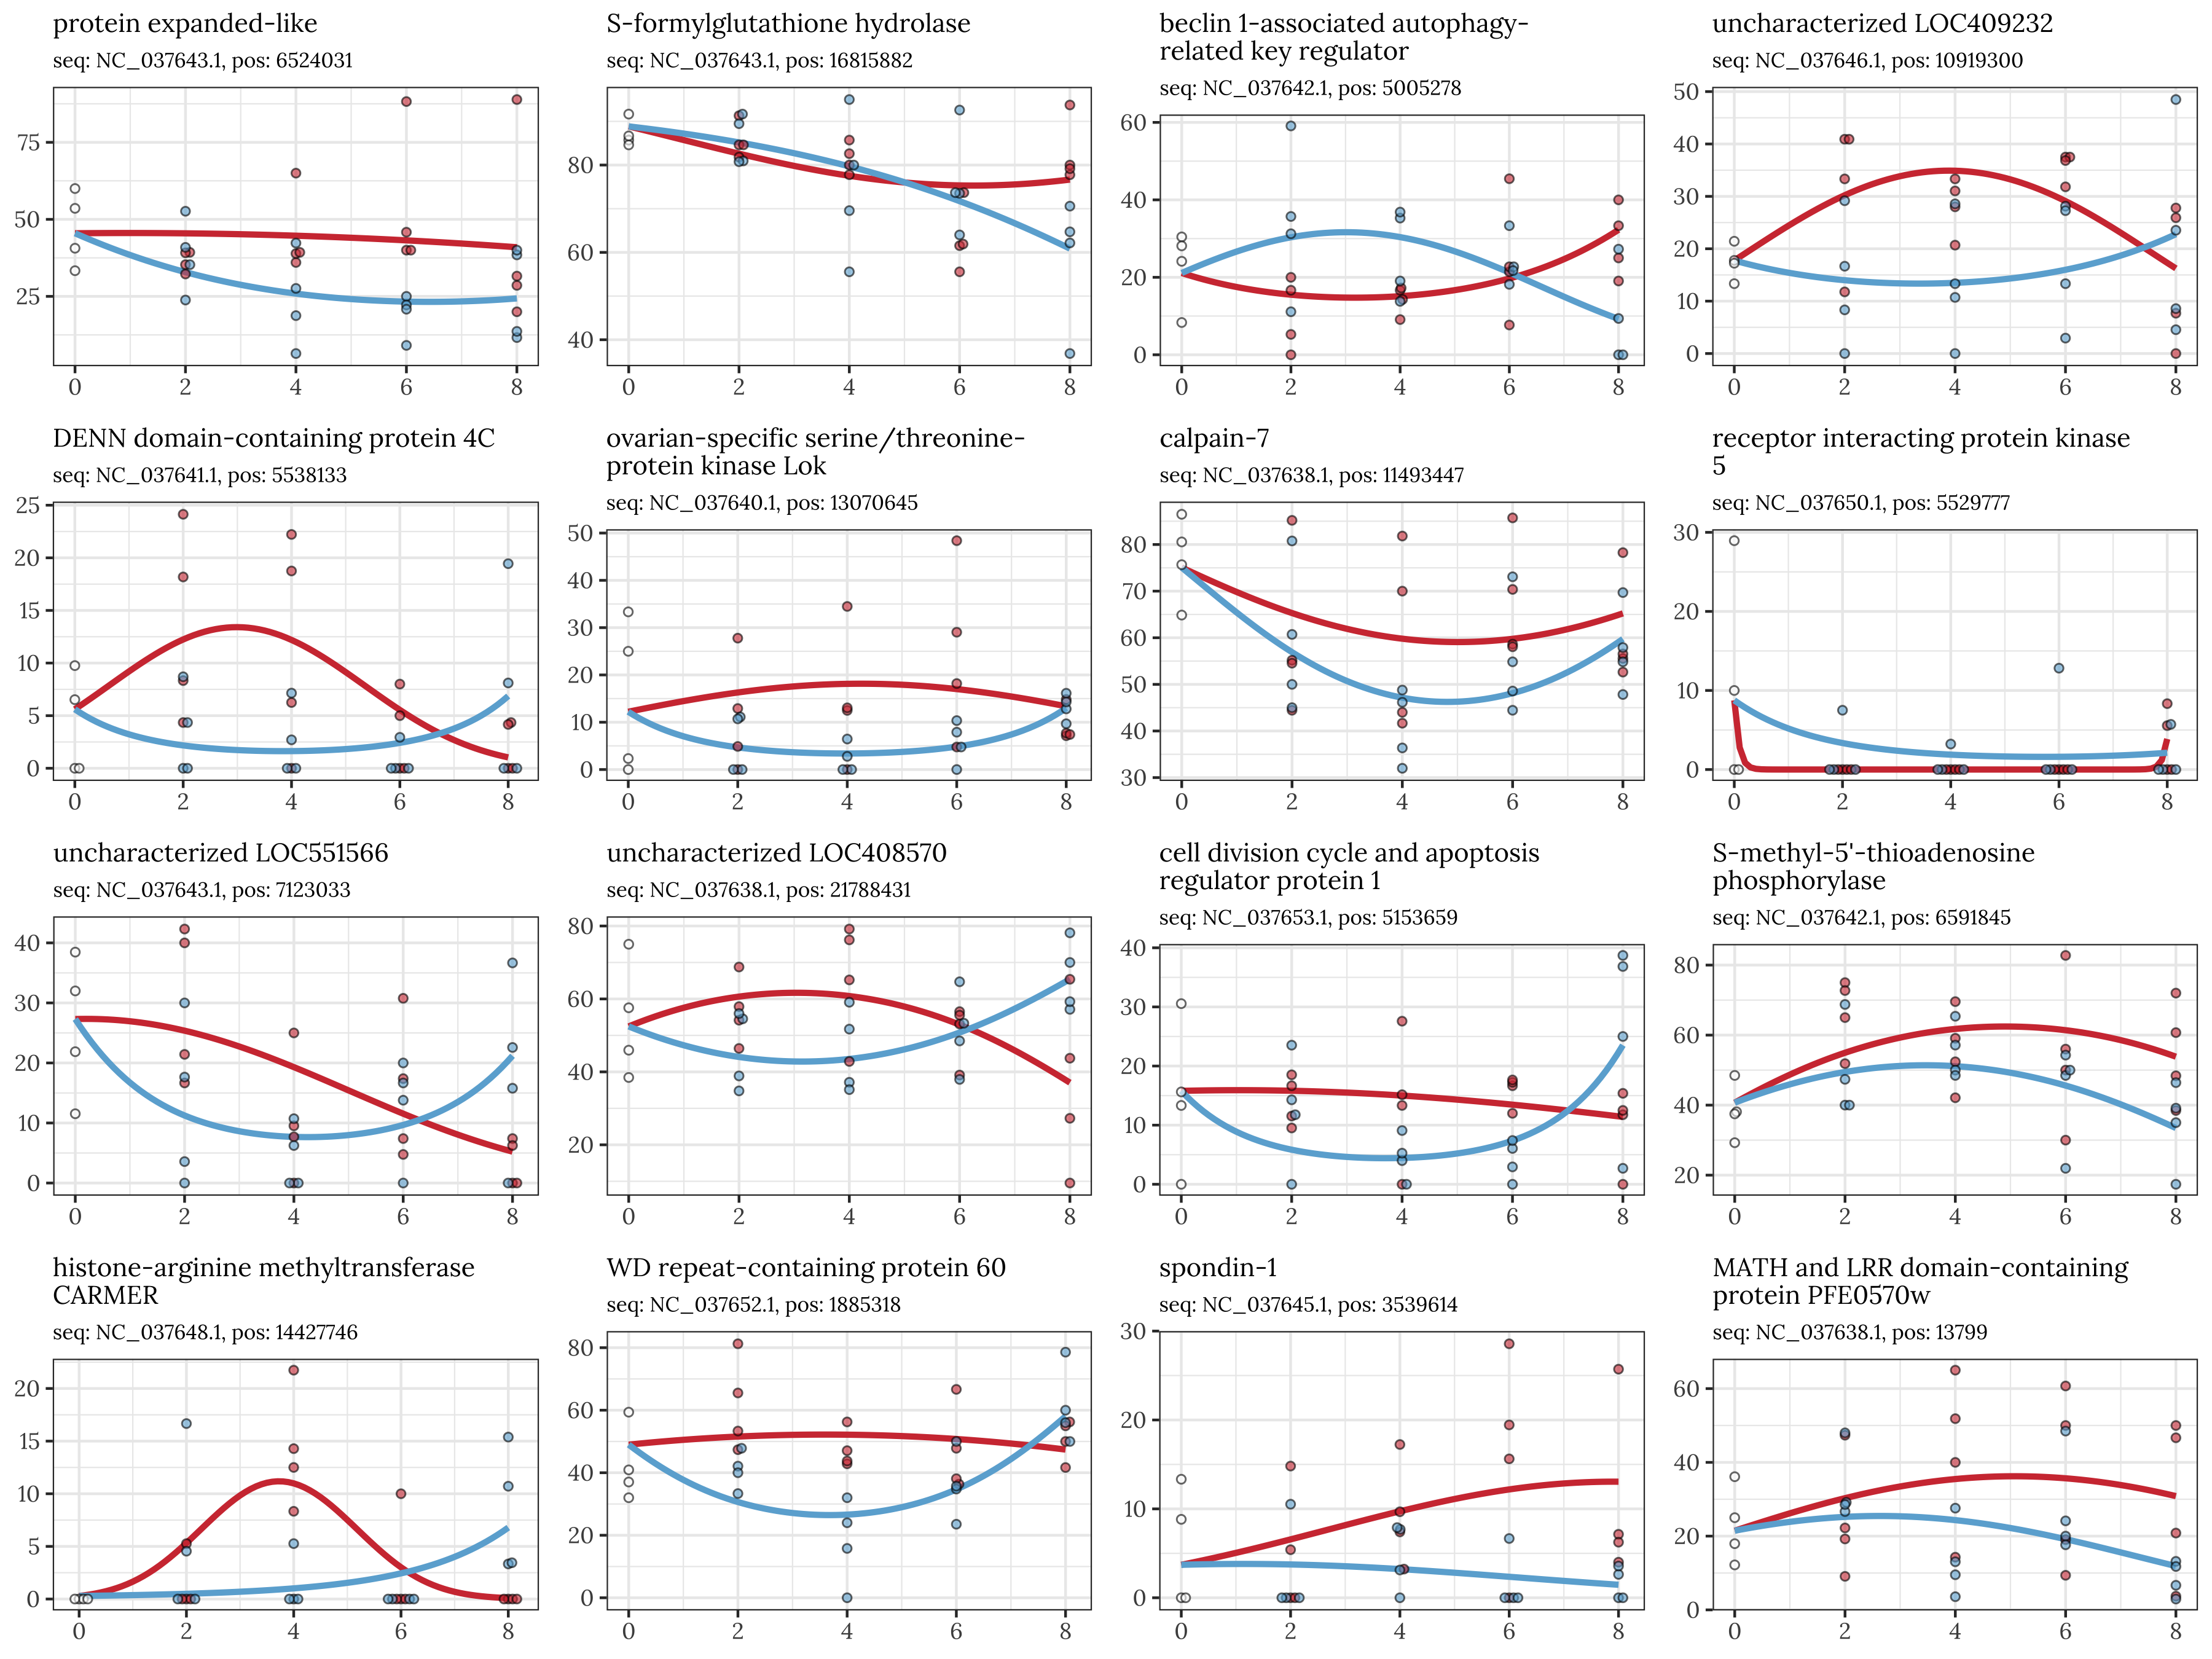 protein expanded-like
seq: NC_037643.1, pos: 6524031
75
50
25
0 2 4 6 8
S-formylglutathione hydrolase
seq: NC_037643.1, pos: 16815882
80
60
40
0 2 4 6 8
beclin 1-associated autophagy-
related key regulator
seq: NC_037642.1, pos: 5005278
60
40
20
0
0 2 4 6 8
uncharacterized LOC409232
seq: NC_037646.1, pos: 10919300
50
40
30
20
10
0
0 2 4 6 8
DENN domain-containing protein 4C
seq: NC_037641.1, pos: 5538133
25
20
15
10
5
0
0 2 4 6 8
ovarian-specific serine/threonine-
protein kinase Lok
seq: NC_037640.1, pos: 13070645
50
40
30
20
10
0
0 2 4 6 8
calpain-7
seq: NC_037638.1, pos: 11493447
80
70
60
50
40
30
0 2 4 6 8
receptor interacting protein kinase
5
seq: NC_037650.1, pos: 5529777
30
20
10
0
0 2 4 6 8
uncharacterized LOC551566
seq: NC_037643.1, pos: 7123033
40
30
20
10
0
0 2 4 6 8
uncharacterized LOC408570
seq: NC_037638.1, pos: 21788431
80
60
40
20
0 2 4 6 8
cell division cycle and apoptosis
regulator protein 1
seq: NC_037653.1, pos: 5153659
40
30
20
10
0
0 2 4 6 8
S-methyl-5'-thioadenosine
phosphorylase
seq: NC_037642.1, pos: 6591845
80
60
40
20
0 2 4 6 8
histone-arginine methyltransferase
CARMER
seq: NC_037648.1, pos: 14427746
20
15
10
5
0
0 2 4 6 8
WD repeat-containing protein 60
seq: NC_037652.1, pos: 1885318
80
60
40
20
0
0 2 4 6 8
spondin-1
seq: NC_037645.1, pos: 3539614
30
20
10
0
0 2 4 6 8
MATH and LRR domain-containing
protein PFE0570w
seq: NC_037638.1, pos: 13799
60
40
20
0
0 2 4 6 8